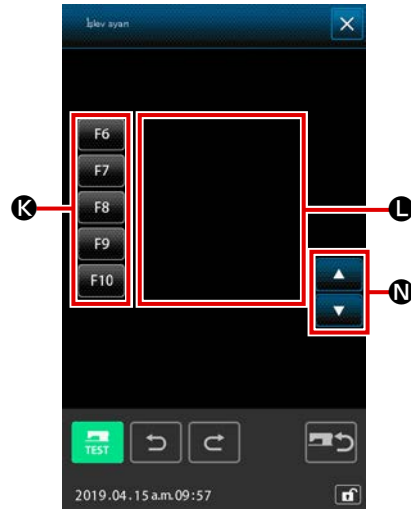 İşlev ayarı
F6
F7
K
F8
L
F9
F10
N
TEST
2019.04.15 a.m. 09:57